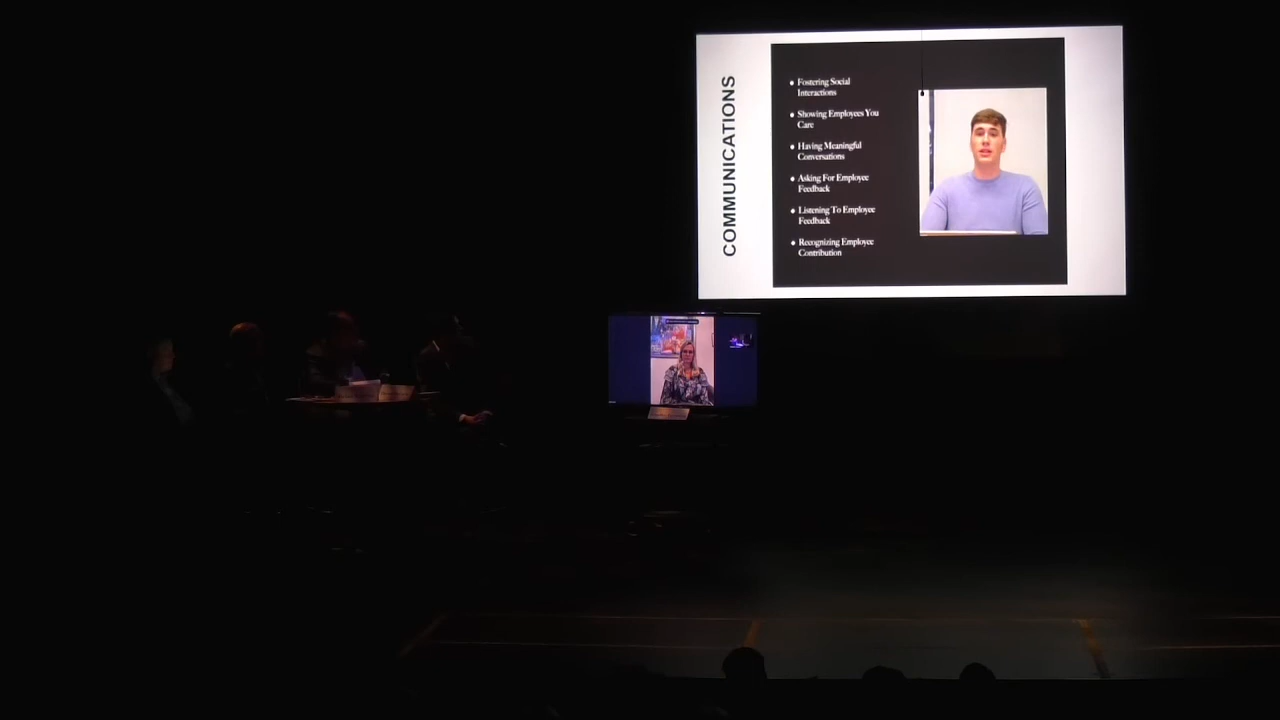 COMMUNICATIONS
Fostering Social
Interactions
Showing Employees You
Care
Having Meaningful
Conversations
Asking For Employee
Feedback
Listening To Employee
Feedback
Recognizing Employee
Contribution